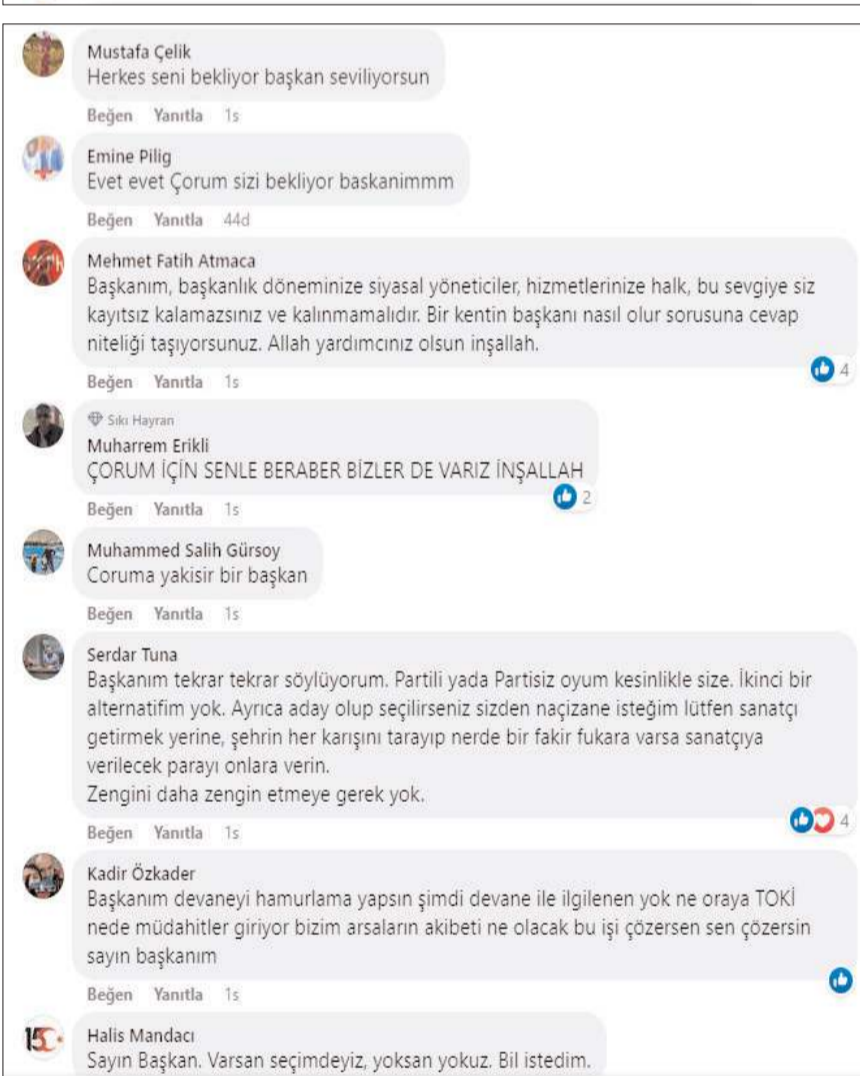 Mustafa Çelik
Herkes seni bekliyor başkan seviliyorsun
Beğen Yanıtla 1s
Emine Pilig
Evet evet Çorum sizi bekliyor baskanimmm
Beğen Yanıtla 44d
Mehmet Fatih Atmaca
Başkanım, başkanlık döneminize siyasal yöneticiler, hizmetlerinize halk, bu sevgiye siz
kayıtsız kalamazsınız ve kalınmamalıdır. Bir kentin başkanı nasıl olur sorusuna cevap
niteliği taşıyorsunuz. Allah yardımcınız olsun inşallah.
4
Beğen Yanıtla 1s
Sıkı Hayran
Muharrem Erikli
ÇORUM İÇİN SENLE BERABER BİZLER DE VARIZ İNŞALLAH
2
Beğen Yanıtla 1s
Muhammed Salih Gürsoy
Coruma yakisir bir başkan
Beğen Yanıtla 1s
Serdar Tuna
Başkanım tekrar tekrar söylüyorum. Partili yada Partisiz oyum kesinlikle size. İkinci bir
alternatifim yok. Ayrıca aday olup seçilirseniz sizden naçizane isteğim lütfen sanatçı
getirmek yerine, şehrin her karışını tarayıp nerde bir fakir fukara varsa sanatçıya
verilecek parayı onlara verin.
Zengini daha zengin etmeye gerek yok.
4
Beğen Yanıtla 1s
Kadir Özkader
Başkanım devaneyi hamurlama yapsın şimdi devane ile ilgilenen yok ne oraya TOKİ
nede müdahitler giriyor bizim arsaların akibeti ne olacak bu işi çözersen sen çözersin
sayın başkanım
Beğen Yanıtla 1s
15
Halis Mandacı
Sayın Başkan. Varsan seçimdeyiz, yoksan yokuz. Bil istedim.